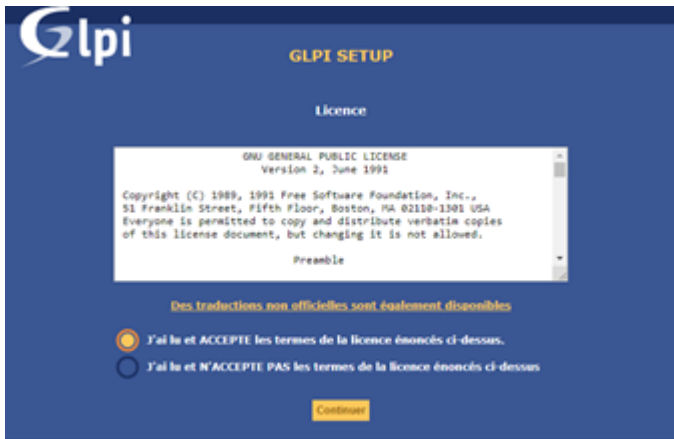 Glpi
GLPI SETUP
Licence
GNU GENERAL PUBLIC LICENSE
Version 2, June 1991
Copyright (C) 1989, 1991 Free Software Foundation, Inc.,
51 Franklin Street, Fifth Floor, Boston, MA 02110-1301 USA
Everyone is permitted to copy and distribute verbatim copies
of this license document, but changing it is not allowed.
Preamble
Des traductions non officielles sont également disponibles
J'ai lu et ACCEPTE les termes de la licence énoncés ci-dessus.
J'ai lu et N'ACCEPTE PAS les termes de la licence énoncés ci-dessus
Continuer